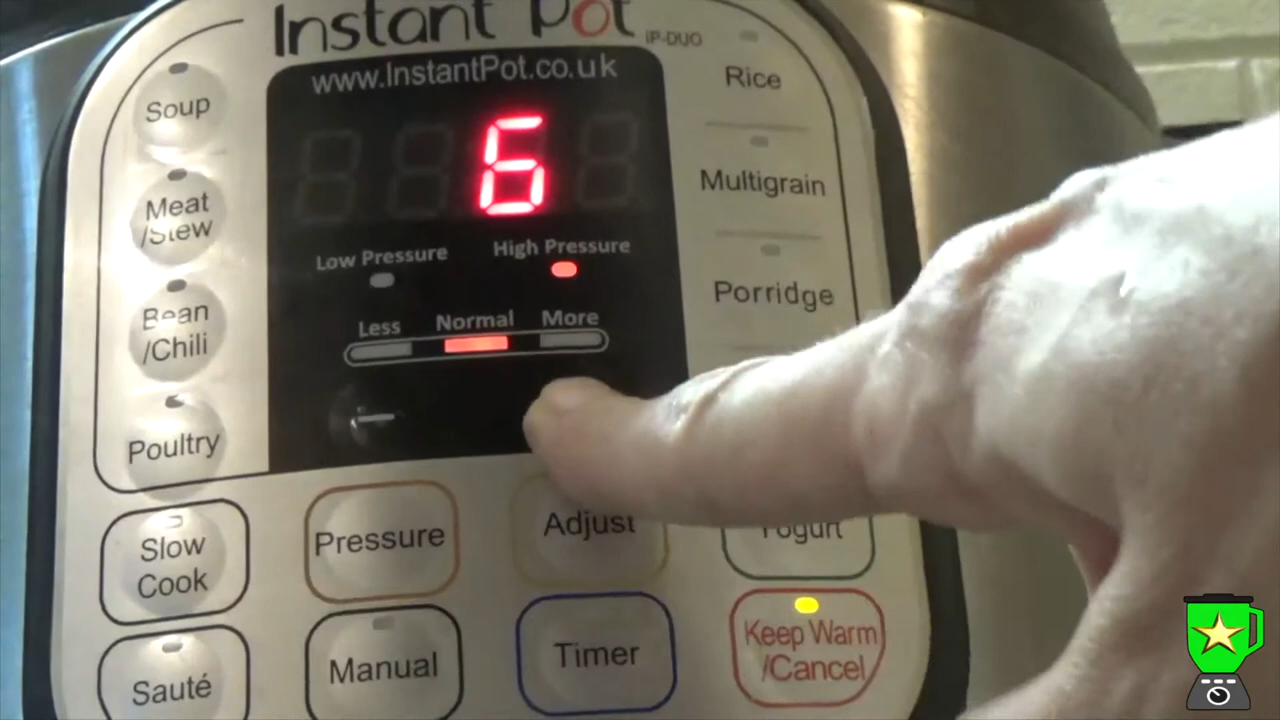 Instant Pot
IP-DUO
www.InstantPot.co.uk
6
Low Pressure
High Pressure
Less
Normal
More
Soup
Meat
/Stew
Bean
/Chili
Poultry
Slow
Cook
Sauté
Pressure
Manual
Adjust
Timer
Rice
Multigrain
Porridge
Yogurt
Keep Warm
/Cancel